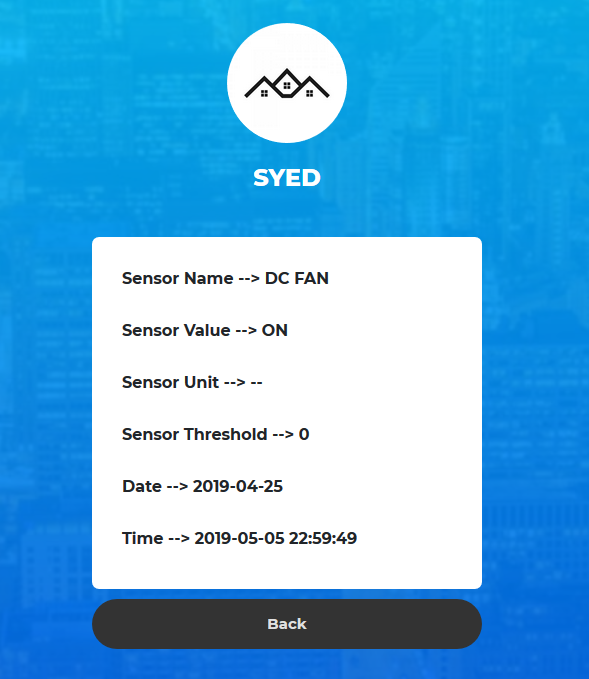 SYED
Sensor Name --> DC FAN
Sensor Value --> ON
Sensor Unit --> --
Sensor Threshold --> 0
Date --> 2019-04-25
Time --> 2019-05-05 22:59:49
Back